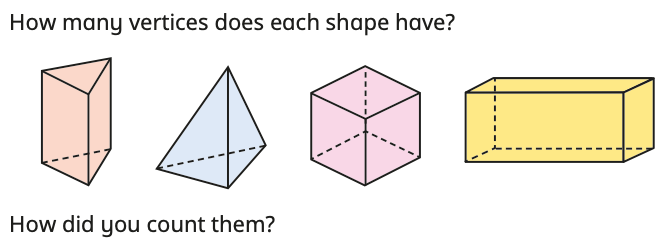 How many vertices does each shape have?
How did you count them?